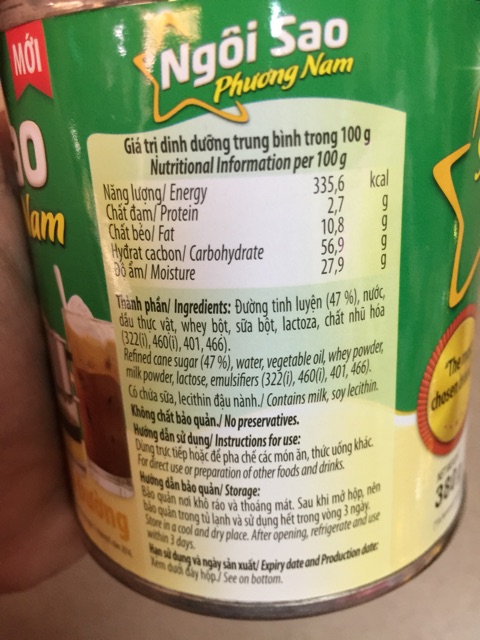 MỚI
Ngôi Sao
Phương Nam
Giá trị dinh dưỡng trung bình trong 100 g
Nutritional Information per 100 g
Năng lượng/ Energy 335,6 kcal
Chất đạm/ Protein 2,7 g
Chất béo/ Fat 10,8 g
Hyđrat cacbon/ Carbohydrate 56,9 g
Độ ẩm/ Moisture 27,9 g
Thành phần/ Ingredients: Đường tinh luyện (47 %), nước,
dầu thực vật, whey bột, sữa bột, lactoza, chất nhũ hóa
(322(i), 460(i), 401, 466).
Refined cane sugar (47 %), water, vegetable oil, whey powder,
milk powder, lactose, emulsifiers (322(i), 460(i), 401, 466).
Có chứa sữa, lecithin đậu nành./ Contains milk, soy lecithin.
Không chất bảo quản./ No preservatives.
Hướng dẫn sử dụng/ Instructions for use:
Dùng trực tiếp hoặc để pha chế các món ăn, thức uống khác.
For direct use or preparation of other foods and drinks.
Hướng dẫn bảo quản/ Storage:
Bảo quản nơi khô ráo và thoáng mát. Sau khi mở hộp, nên
bảo quản trong tủ lạnh và sử dụng hết trong vòng 3 ngày.
Store in a cool and dry place. After opening, refrigerate and use
within 3 days.
Hạn sử dụng và ngày sản xuất/ Expiry date and Production date:
Xem dưới đáy hộp./ See on bottom.
Nam
"The
chosen
380